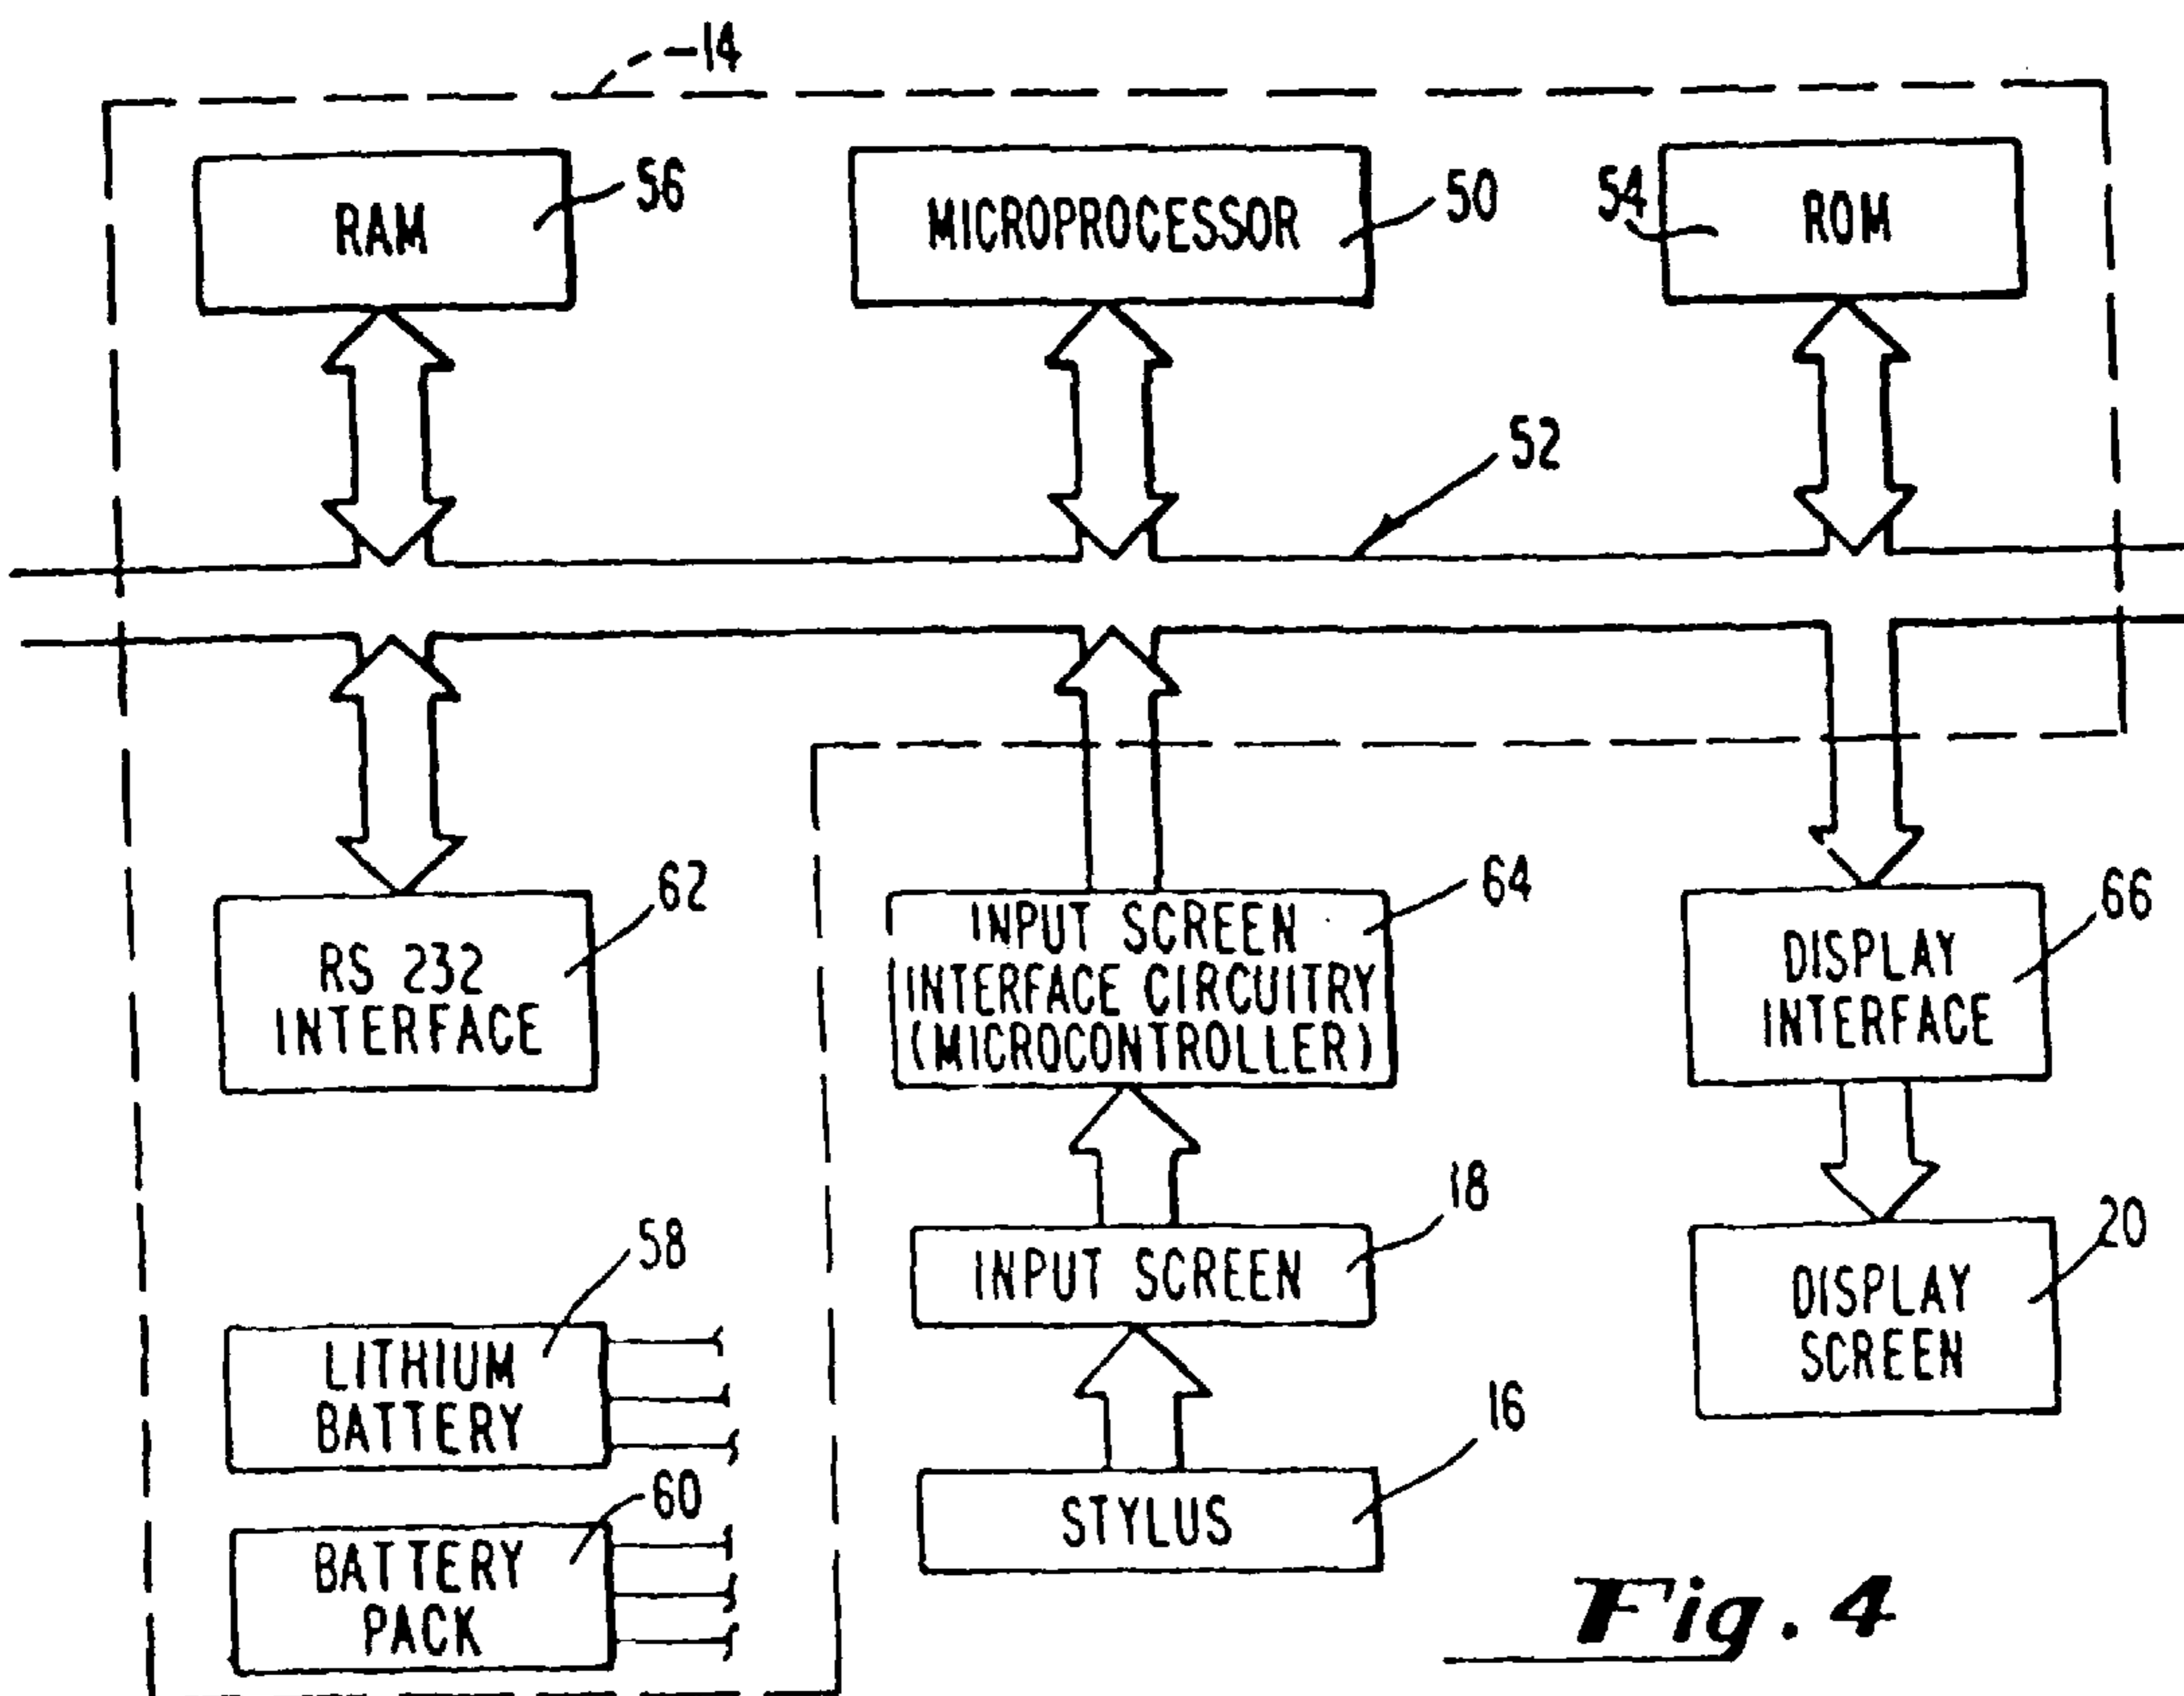 14
RAM
56
MICROPROCESSOR
50
54
ROM
52
RS 232
INTERFACE
62
INPUT SCREEN
INTERFACE CIRCUITRY
(MICROCONTROLLER)
64
DISPLAY
INTERFACE
66
LITHIUM
BATTERY
58
INPUT SCREEN
18
DISPLAY
SCREEN
20
BATTERY
PACK
60
STYLUS
16
Fig. 4